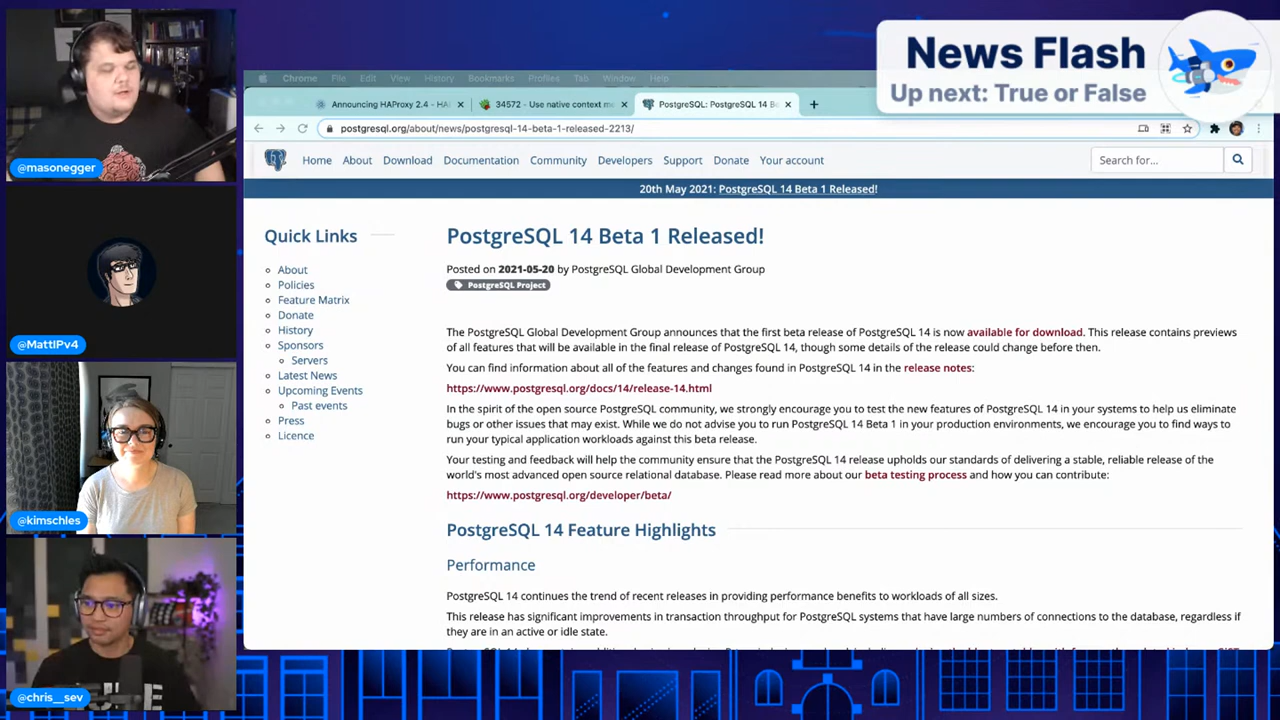 News Flash
Up next: True or False
Chrome File Edit View History Bookmarks Profiles Tab Window Help
Announcing HAProxy 2.4 - HA
34572 - Use native context m
PostgreSQL: PostgreSQL 14 B
postgresql.org/about/news/postgresql-14-beta-1-released-2213/
Home About Download Documentation Community Developers Support Donate Your account
Search for...
20th May 2021: PostgreSQL 14 Beta 1 Released!
Quick Links
About
Policies
Feature Matrix
Donate
History
Sponsors
Servers
Latest News
Upcoming Events
Past events
Press
Licence
PostgreSQL 14 Beta 1 Released!
Posted on 2021-05-20 by PostgreSQL Global Development Group
PostgreSQL Project
The PostgreSQL Global Development Group announces that the first beta release of PostgreSQL 14 is now available for download. This release contains previews
of all features that will be available in the final release of PostgreSQL 14, though some details of the release could change before then.
You can find information about all of the features and changes found in PostgreSQL 14 in the release notes:
https://www.postgresql.org/docs/14/release-14.html
In the spirit of the open source PostgreSQL community, we strongly encourage you to test the new features of PostgreSQL 14 in your systems to help us eliminate
bugs or other issues that may exist. While we do not advise you to run PostgreSQL 14 Beta 1 in your production environments, we encourage you to find ways to
run your typical application workloads against this beta release.
Your testing and feedback will help the community ensure that the PostgreSQL 14 release upholds our standards of delivering a stable, reliable release of the
world's most advanced open source relational database. Please read more about our beta testing process and how you can contribute:
https://www.postgresql.org/developer/beta/
PostgreSQL 14 Feature Highlights
Performance
PostgreSQL 14 continues the trend of recent releases in providing performance benefits to workloads of all sizes.
This release has significant improvements in transaction throughput for PostgreSQL systems that have large numbers of connections to the database, regardless if
they are in an active or idle state.
@masonegger
@MattIPv4
@kimschles
@chris__sev